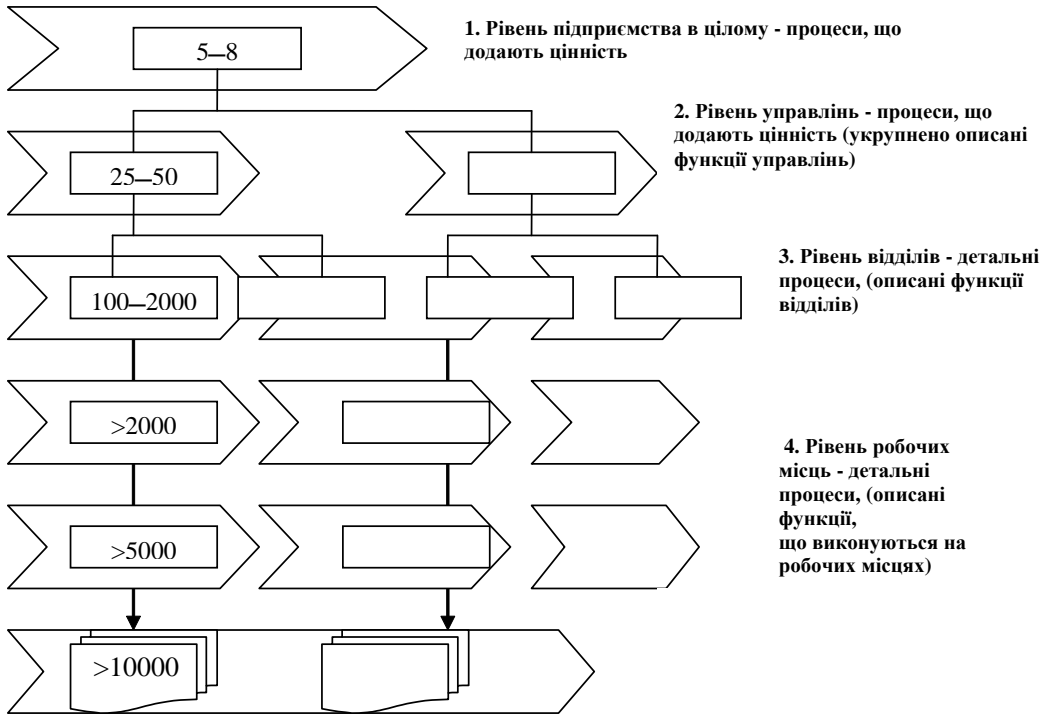 5–8
1. Рівень підприємства в цілому - процеси, що
додають цінність
2. Рівень управлінь - процеси, що
додають цінність (укрупнено описані
функції управлінь)
25–50
3. Рівень відділів - детальні
процеси, (описані функції
відділів)
100–2000
>2000
4. Рівень робочих
місць - детальні
процеси, (описані
функції,
що виконуються на
робочих місцях)
>5000
>10000